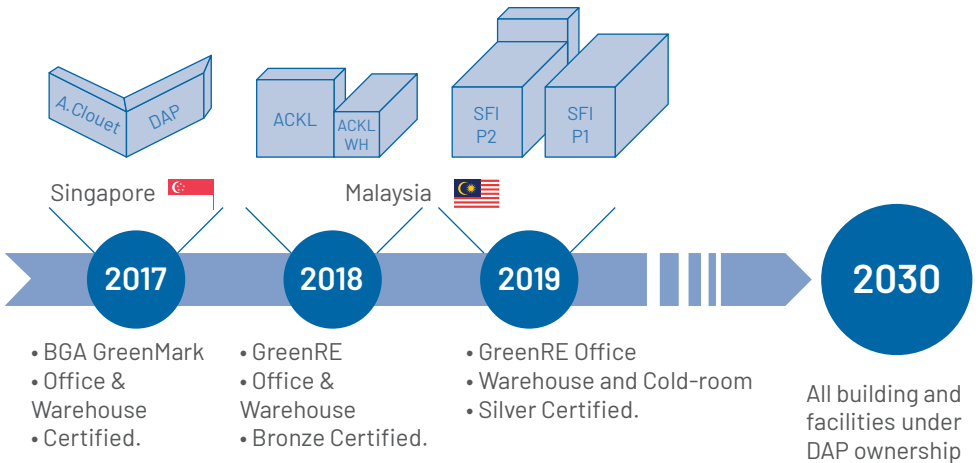 A.Clouet
DAP
ACKL
ACKL
WH
SFI
P2
SFI
P1
Singapore
Malaysia
2017
2018
2019
2030
• BGA GreenMark
• Office &
Warehouse
• Certified.
• GreenRE
• Office &
Warehouse
• Bronze Certified.
• GreenRE Office
• Warehouse and Cold-room
• Silver Certified.
All building and
facilities under
DAP ownership